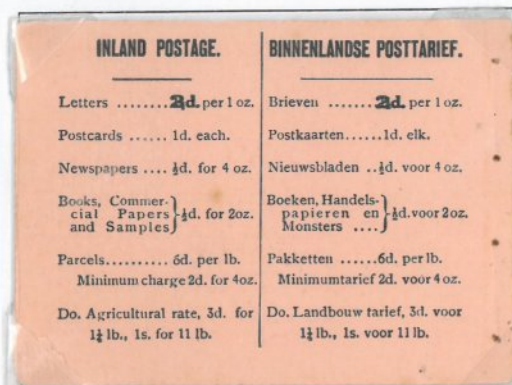 INLAND POSTAGE.
Letters ........2d. per 1 oz.
Postcards ...... 1d. each.
Newspapers .... ½d. for 4 oz.
Books, Commer-
cial Papers } ½d. for 2oz.
and Samples
Parcels.......... 6d. per lb.
Minimum charge 2d. for 4oz.
Do. Agricultural rate, 3d. for
1½ lb., 1s. for 11 lb.
BINNENLANDSE POSTTARIEF.
Brieven .......2d. per 1 oz.
Postkaarten......1d. elk.
Nieuwsbladen ..½d. voor 4 oz.
Boeken, Handels-
papieren en } ½d. voor 2oz.
Monsters ....
Pakketten ......6d. per lb.
Minimumtarief 2d. voor 4 oz.
Do. Landbouw tarief, 3d. voor
1½ lb., 1s. voor 11 lb.